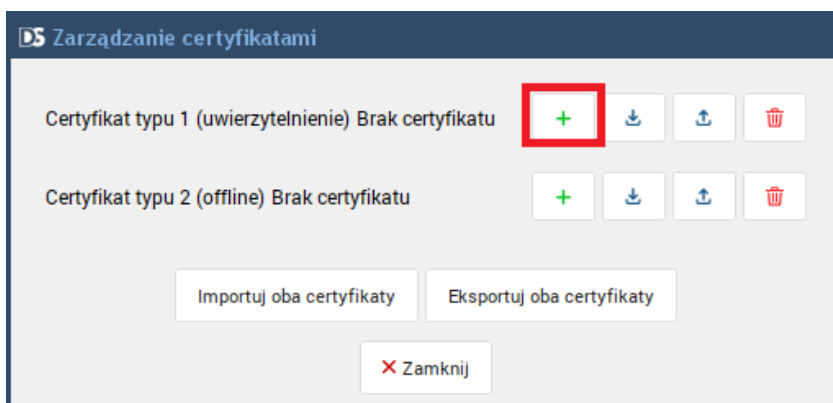 DS Zarządzanie certyfikatami
Certyfikat typu 1 (uwierzytelnienie) Brak certyfikatu
Certyfikat typu 2 (offline) Brak certyfikatu
Importuj oba certyfikaty Eksportuj oba certyfikaty
Zamknij